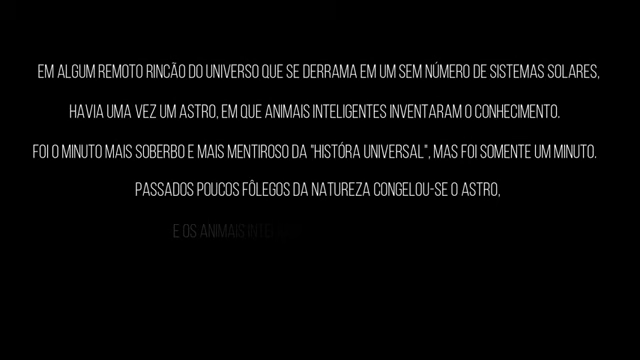 EM ALGUM REMOTO RINCÃO DO UNIVERSO QUE SE DERRAMA EM UM SEM NÚMERO DE SISTEMAS SOLARES,
HAVIA UMA VEZ UM ASTRO, EM QUE ANIMAIS INTELIGENTES INVENTARAM O CONHECIMENTO.
FOI O MINUTO MAIS SOBERBO E MAIS MENTIROSO DA "HISTÓRA UNIVERSAL", MAS FOI SOMENTE UM MINUTO.
PASSADOS POUCOS FÔLEGOS DA NATUREZA CONGELOU-SE O ASTRO,
E OS ANIMAIS